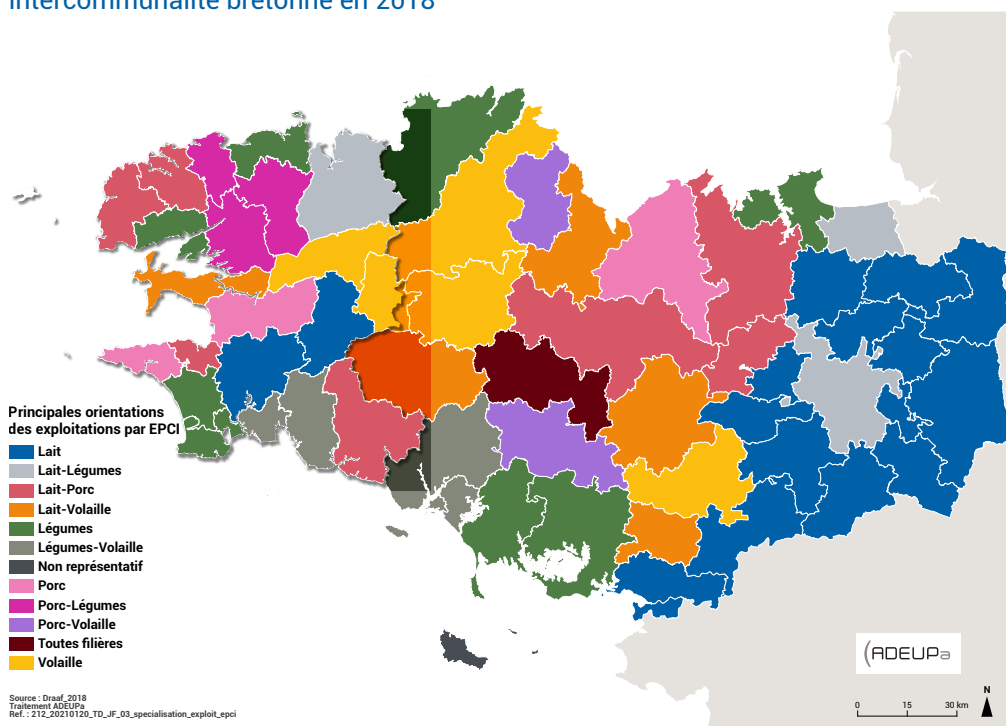 intercommunalité bretonne en 2018
Principales orientations
des exploitations par EPCI
Lait
Lait-Légumes
Lait-Porc
Lait-Volaille
Légumes
Légumes-Volaille
Non représentatif
Porc
Porc-Légumes
Porc-Volaille
Toutes filières
Volaille
Source : Draaf_2018
Traitement ADEUPa
Ref. : 212_20210120_TD_JF_03_specialisation_exploit_epci
ADEUPa
N
0 15 30 km